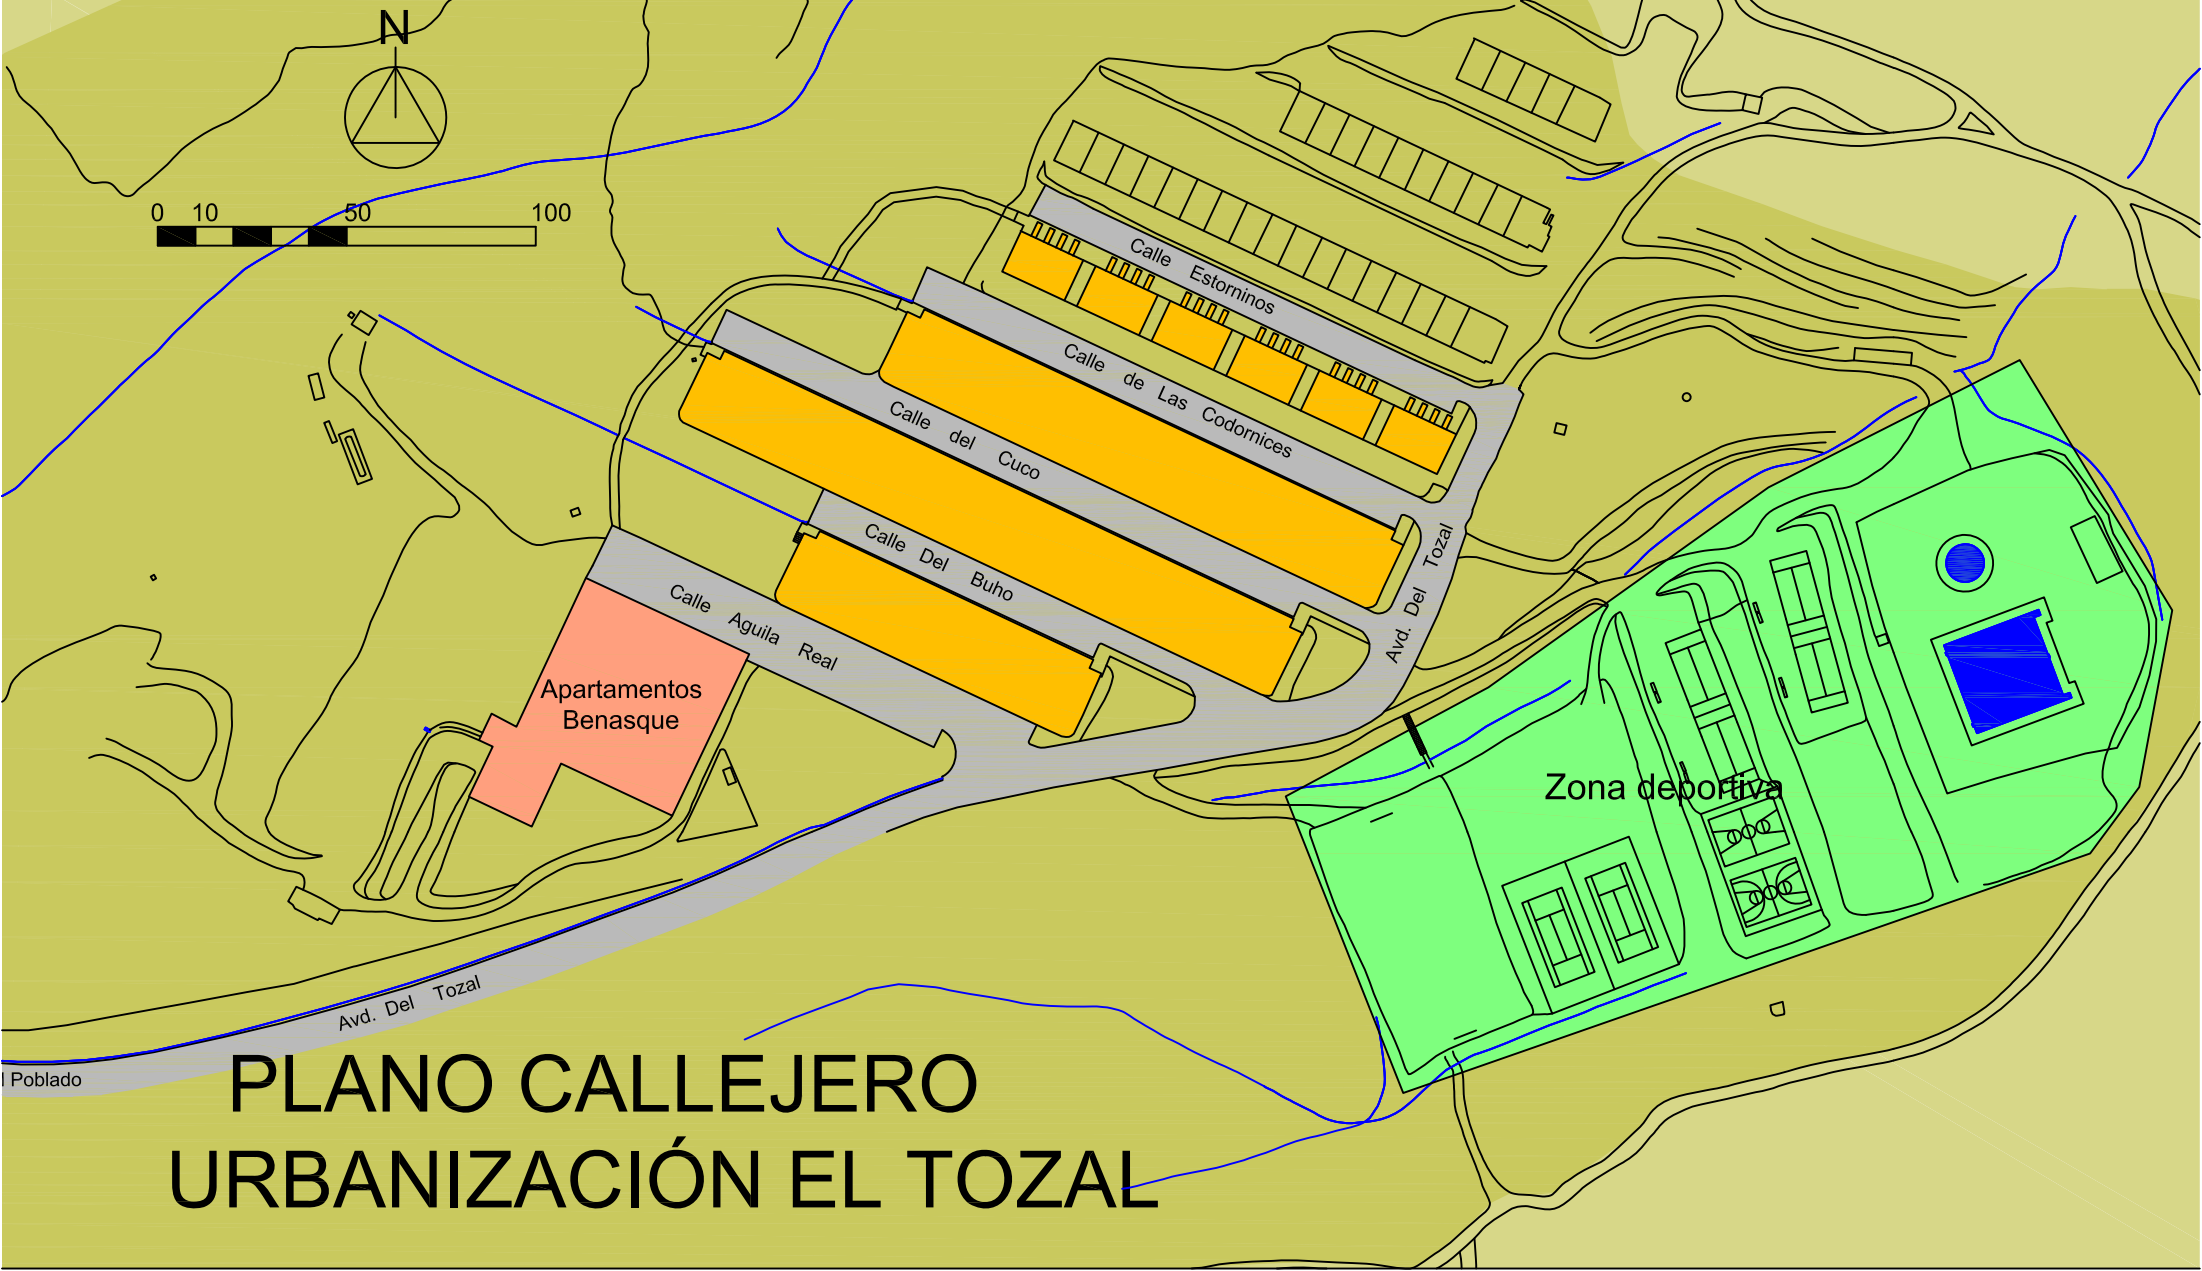 N
0 10 50 100
Calle Estorninos
Calle de Las Codornices
Calle del Cuco
Calle Del Buho
Avd. Del Tozal
Calle Aguila Real
Apartamentos
Benasque
Zona deportiva
Avd. Del Tozal
l Poblado
PLANO CALLEJERO
URBANIZACIÓN EL TOZAL